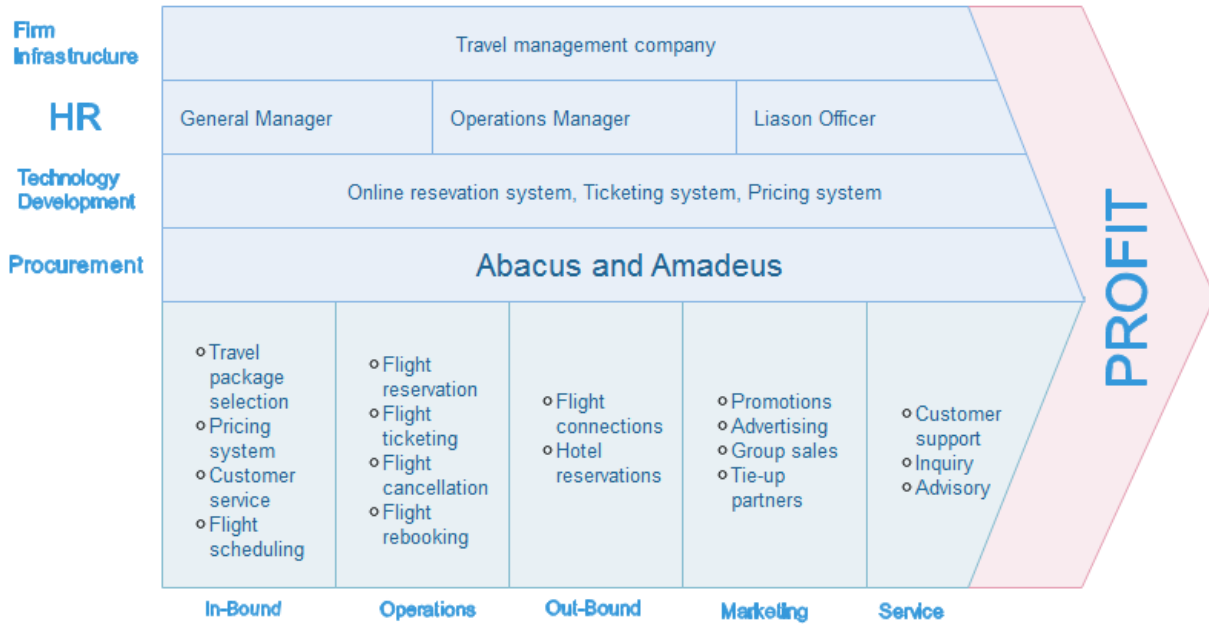 Firm
Infrastructure
Travel management company
HR
General Manager
Operations Manager
Liason Officer
Technology
Development
Online resevation system, Ticketing system, Pricing system
Procurement
Abacus and Amadeus
PROFIT
Travel
package
selection
Pricing
system
Customer
service
Flight
scheduling
Flight
reservation
Flight
ticketing
Flight
cancellation
Flight
rebooking
Flight
connections
Hotel
reservations
Promotions
Advertising
Group sales
Tie-up
partners
Customer
support
Inquiry
Advisory
In-Bound
Operations
Out-Bound
Marketing
Service